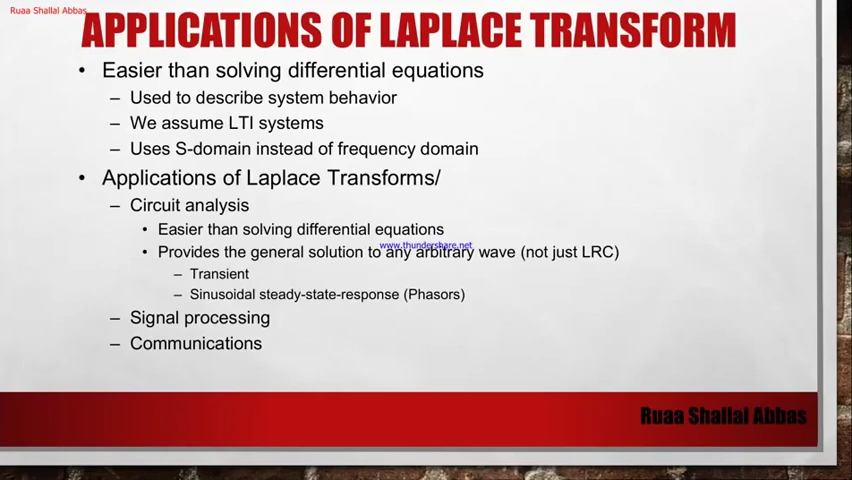 Ruaa Shallal Abbas
APPLICATIONS OF LAPLACE TRANSFORM
• Easier than solving differential equations
– Used to describe system behavior
– We assume LTI systems
– Uses S-domain instead of frequency domain
• Applications of Laplace Transforms/
– Circuit analysis
• Easier than solving differential equations
www.thundershare.net
• Provides the general solution to any arbitrary wave (not just LRC)
– Transient
– Sinusoidal steady-state-response (Phasors)
– Signal processing
– Communications
Ruaa Shallal Abbas